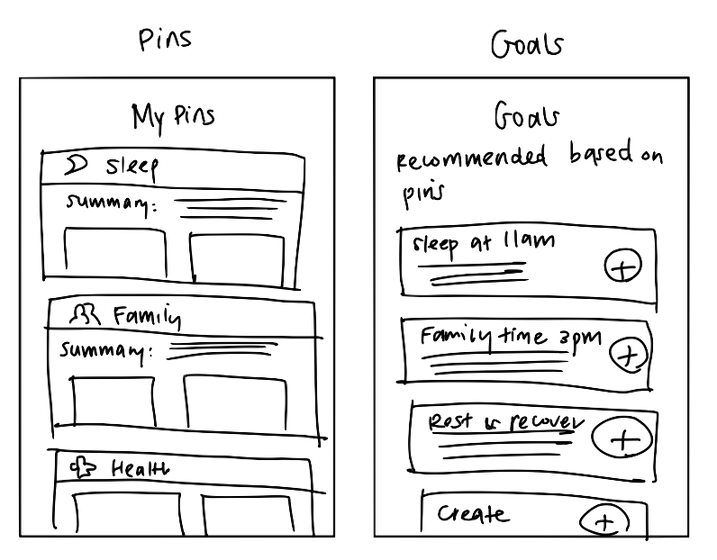 Pins
My Pins
Sleep
Summary:
Family
Summary:
Health
Goals
Goals
Recommended based on
pins
Sleep at 11am
Family time 3pm
Rest & recover
Create